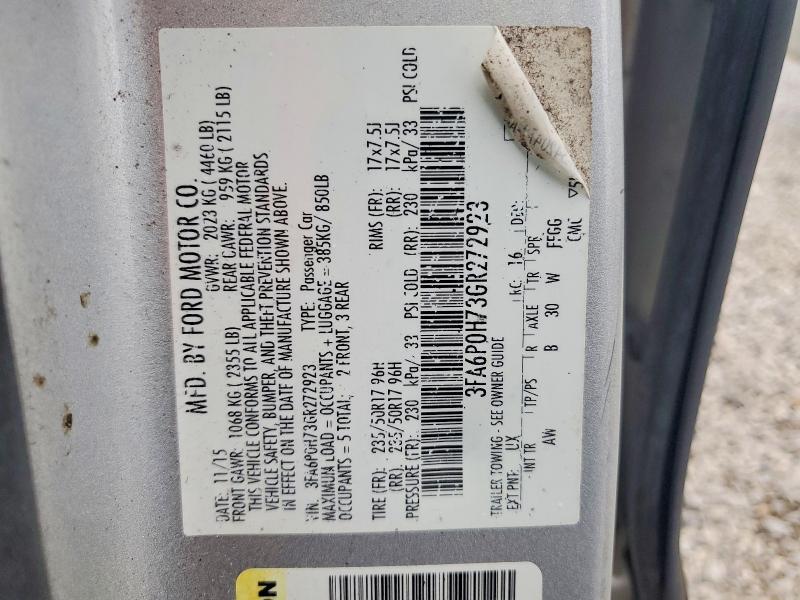 MFD. BY FORD MOTOR CO.
DATE: 11/15 GVWR: 2023 KG ( 4460 LB)
FRONT GAWR: 1068 KG ( 2355 LB) REAR GAWR: 959 KG ( 2115 LB)
THIS VEHICLE CONFORMS TO ALL APPLICABLE FEDERAL MOTOR
VEHICLE SAFETY, BUMPER, AND THEFT PREVENTION STANDARDS
IN EFFECT ON THE DATE OF MANUFACTURE SHOWN ABOVE.
VIN: 3FA6P0H73GR272923 TYPE: Passenger Car
MAXIMUM LOAD = OCCUPANTS + LUGGAGE = 385KG/ 850LB
OCCUPANTS = 5 TOTAL; 2 FRONT, 3 REAR
TIRE (FR): 235/50R17 96H RIMS (FR): 17x7.5J
(RR): 235/50R17 96H (RR): 17x7.5J
PRESSURE (FR): 230 kPa/ 33 PSI COLD (RR): 230 kPa/ 33 PSI COLD
3FA6P0H73GR272923
TRAILER TOWING - SEE OWNER GUIDE
EXT PNT: UX RC: 16 DSO:
INT TR TP/PS R AXLE TR SPR
AW B 30 W FFGG
CMC
ON